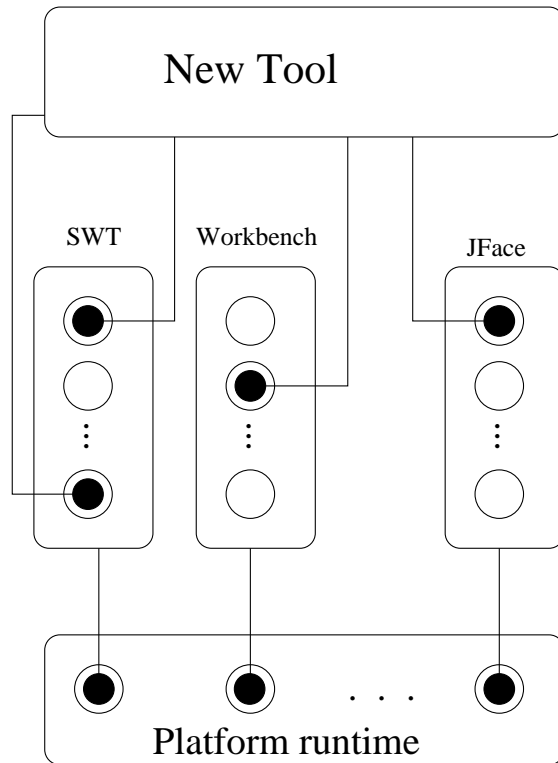 New Tool
SWT
Workbench
JFace
. . .
Platform runtime